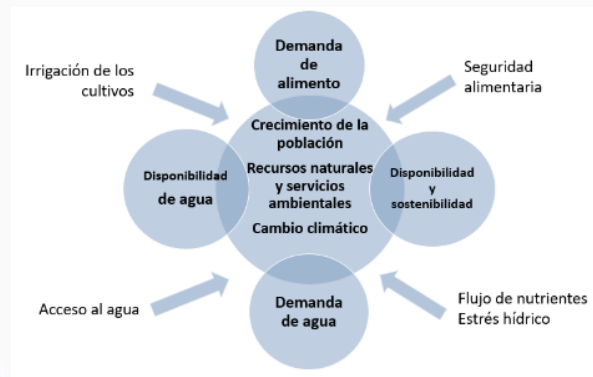 Demanda
de
alimento
Irrigación de los
cultivos
Seguridad
alimentaria
Crecimiento de la
población
Recursos naturales
y servicios
ambientales
Cambio climático
Disponibilidad
de agua
Disponibilidad
y
sostenibilidad
Acceso al agua
Demanda
de agua
Flujo de nutrientes
Estrés hídrico